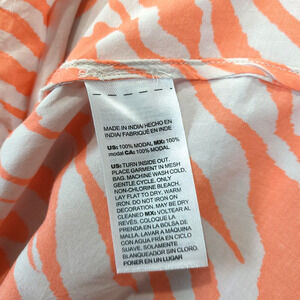 MADE IN INDIA/ HECHO EN
INDIA/ FABRIQUÉ EN INDE
US: 100% MODAL MX: 100%
modal CA: 100% MODAL
US: TURN INSIDE OUT.
PLACE GARMENT IN MESH
BAG. MACHINE WASH COLD,
GENTLE CYCLE. ONLY
NON-CHLORINE BLEACH.
LAY FLAT TO DRY. WARM
IRON. DO NOT IRON ON
DECORATION. MAY BE DRY
CLEANED MX: VOLTEAR AL
REVÉS. COLOQUE LA
PRENDA EN LA BOLSA DE
MALLA. LAVAR A MÁQUINA
CON AGUA FRÍA EN CICLO
SUAVE. SOLAMENTE
BLANQUEADOR SIN CLORO.
PONER EN UN LUGAR